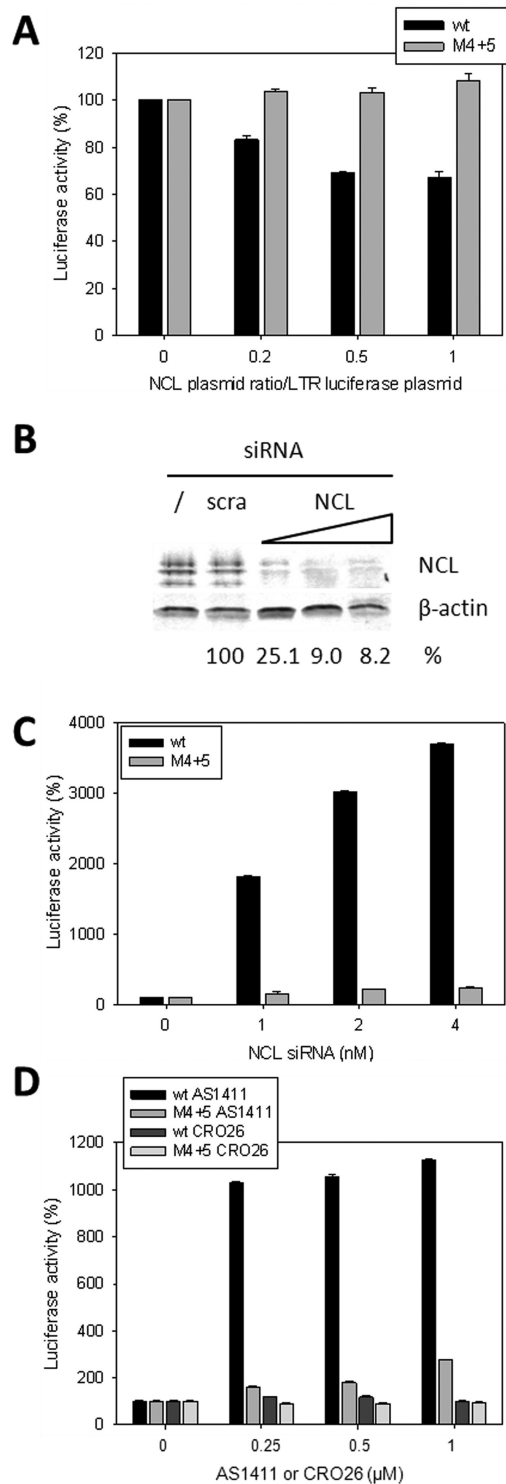 A
wt
M4+5
120
100
80
60
40
20
0
Luciferase activity (%)
0 0.2 0.5 1
NCL plasmid ratio/LTR luciferase plasmid
B
siRNA
/ scra NCL
NCL
β-actin
100 25.1 9.0 8.2 %
C
wt
M4+5
4000
3000
2000
1000
0
Luciferase activity (%)
0 1 2 4
NCL siRNA (nM)
D
wt AS1411
M4+5 AS1411
wt CRO26
M4+5 CRO26
1200
1000
800
600
400
200
0
Luciferase activity (%)
0 0.25 0.5 1
AS1411 or CRO26 (µM)